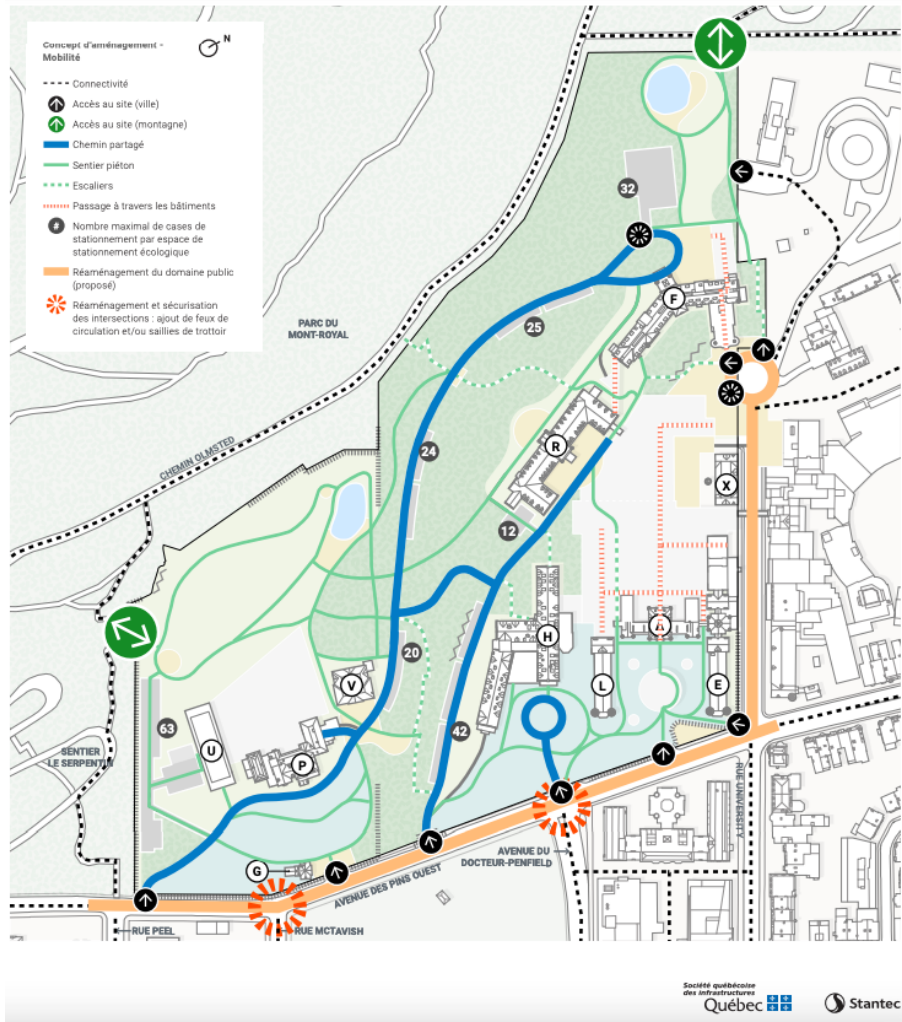 Concept d'aménagement -
Mobilité
N
Connectivité
Accès au site (ville)
Accès au site (montagne)
Chemin partagé
Sentier piéton
Escaliers
Passage à travers les bâtiments
#
Nombre maximal de cases de
stationnement par espace de
stationnement écologique
Réaménagement du domaine public
(proposé)
Réaménagement et sécurisation
des intersections : ajout de feux de
circulation et/ou saillies de trottoir
32
F
PARC DU
MONT-ROYAL
25
CHEMIN OLMSTED
24
R
X
12
H
A
20
V
L
E
63
42
U
P
SENTIER
LE SERPENTIN
RUE UNIVERSITY
AVENUE DU
DOCTEUR-PENFIELD
G
AVENUE DES PINS OUEST
RUE PEEL
RUE MCTAVISH
Société québécoise
des infrastructures
Québec
Stantec